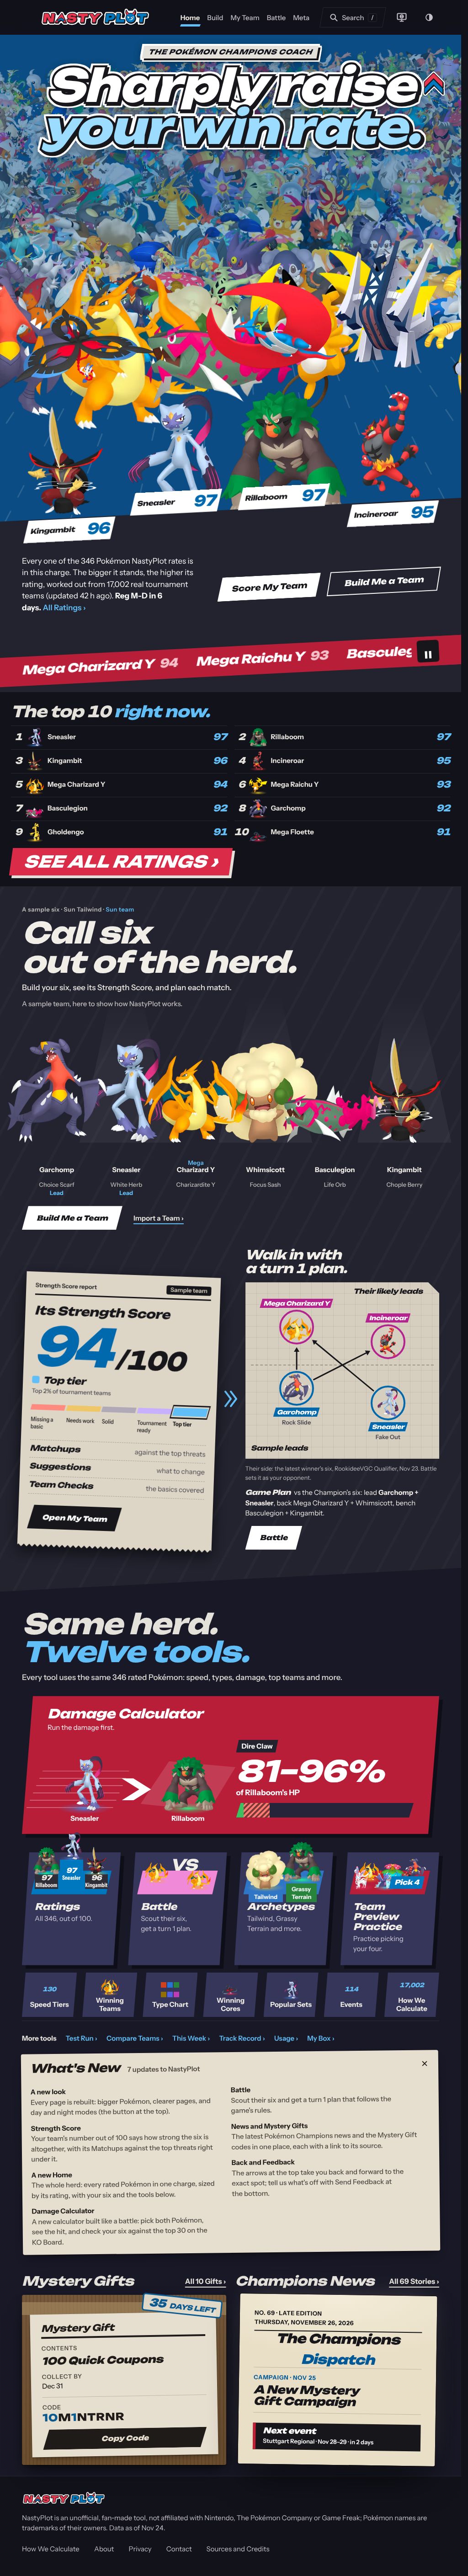 NASTY PLOT
Home Build My Team Battle Meta Search /
THE POKÉMON CHAMPIONS COACH
Sharply raise
your win rate.
Kingambit 96
Sneasler 97
Rillaboom 97
Incineroar 95
Every one of the 346 Pokémon NastyPlot rates is
in the charge. The bigger it stands, the higher its
rating, worked out from 17,002 real tournament
teams (updated 42 h ago). Reg M-D in 6
days. All Ratings ›
Score My Team
Build Me a Team
Mega Charizard Y 94 Mega Raichu Y 93 Basculeg
The top 10 right now.
1 Sneasler 97
2 Rillaboom 97
3 Kingambit 96
4 Incineroar 95
5 Mega Charizard Y 94
6 Mega Raichu Y 93
7 Basculegion 92
8 Garchomp 92
9 Gholdengo 91
10 Mega Floette 91
SEE ALL RATINGS ›
A sample six · Sun Tailwind · Sun team
Call six
out of the herd.
Build your six, see its Strength Score, and plan each match.
A sample team, here to show how NastyPlot works.
Garchomp
Choice Scarf
Lead
Sneasler
White Herb
Lead
Mega
Charizard Y
Charizardite Y
Whimsicott
Focus Sash
Basculegion
Life Orb
Kingambit
Chople Berry
Build Me a Team
Import a Team ›
Strength Score report
Sample team
Its Strength Score
94/100
Top tier
Top 2% of tournament teams
Missing a basic
Needs work
Solid
Tournament ready
Top tier
Matchups against the top threats
Suggestions what to change
Team Checks the basics covered
Open My Team
Walk in with
a turn 1 plan.
Their likely leads
Mega Charizard Y
Incineroar
Garchomp
Rock Slide
Sneasler
Fake Out
Sample leads
Their side: the latest winner's six, RookideeVGC Qualifier, Nov 23. Battle
sets it as your opponent.
Game Plan vs the Champion's six: lead Garchomp +
Sneasler, back Mega Charizard Y + Whimsicott, bench
Basculegion + Kingambit.
Battle
Same herd.
Twelve tools.
Every tool uses the same 346 rated Pokémon: speed, types, damage, top teams and more.
Damage Calculator
Run the damage first.
Sneasler
Rillaboom
Dire Claw
81–96%
of Rillaboom's HP
97
Rillaboom
97
Sneasler
96
Kingambit
Ratings
All 346, out of 100.
VS
Battle
Scout their six,
get a turn 1 plan.
Tailwind
Grassy
Terrain
Archetypes
Tailwind, Grassy
Terrain and more.
Pick 4
Team
Preview
Practice
Practice picking
your four.
130
Speed Tiers
Winning
Teams
Type Chart
Winning
Cores
Popular Sets
114
Events
17,002
How We
Calculate
More tools Test Run › Compare Teams › This Week › Track Record › Usage › My Box ›
What's New 7 updates to NastyPlot
A new look
Every page is rebuilt: bigger Pokémon, clearer pages, and
day and night modes (the button at the top).
Strength Score
Your team's number out of 100 says how strong the six is
altogether, with its Matchups against the top threats right
under it.
A new Home
The whole herd: every rated Pokémon in one charge, sized
by its rating, with your six and the tools below.
Damage Calculator
A new calculator built like a battle: pick both Pokémon,
see the hit, and check your six against the top 30 on the
KO Board.
Battle
Scout their six and get a turn 1 plan that follows the
game's rules.
News and Mystery Gifts
The latest Pokémon Champions news and the Mystery Gift
codes in one place, each with a link to its source.
Back and Feedback
The arrows at the top take you back and forward to the
exact spot; tell us what's off with Send Feedback at
the bottom.
Mystery Gifts
All 10 Gifts ›
35 DAYS LEFT
Mystery Gift
CONTENTS
100 Quick Coupons
COLLECT BY
Dec 31
CODE
10M1NTRNR
Copy Code
Champions News
All 69 Stories ›
NO. 69 · LATE EDITION
THURSDAY, NOVEMBER 26, 2026
The Champions
Dispatch
CAMPAIGN · NOV 25
A New Mystery
Gift Campaign
Next event
Stuttgart Regional · Nov 28–29 · in 2 days
NASTY PLOT
NastyPlot is an unofficial, fan-made tool, not affiliated with Nintendo, The Pokémon Company or Game Freak; Pokémon names are
trademarks of their owners. Data as of Nov 24.
How We Calculate About Privacy Contact Sources and Credits